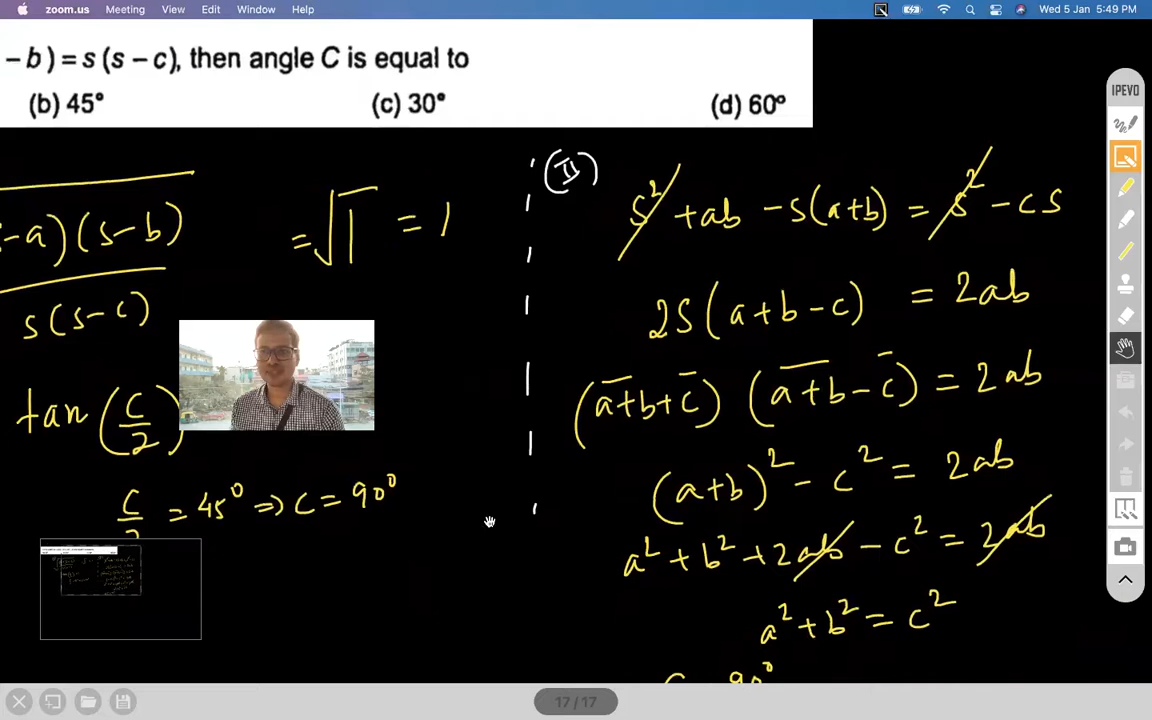 zoom.us Meeting View Edit Window Help Wed 5 Jan 5:49 PM
– b ) = s (s – c), then angle C is equal to
(b) 45° (c) 30° (d) 60º
IPEVO
-a) (s-b)
s(s-c)
= √1 = 1
tan (C/2)
= 45° ⇒ C = 90°
(II)
s² + ab - s(a+b) = s² - cs
2s(a+b-c) = 2ab
(a+b+c) (a+b-c) = 2ab
(a+b)² - c² = 2ab
a² + b² + 2ab - c² = 2ab
a² + b² = c²
17 / 17